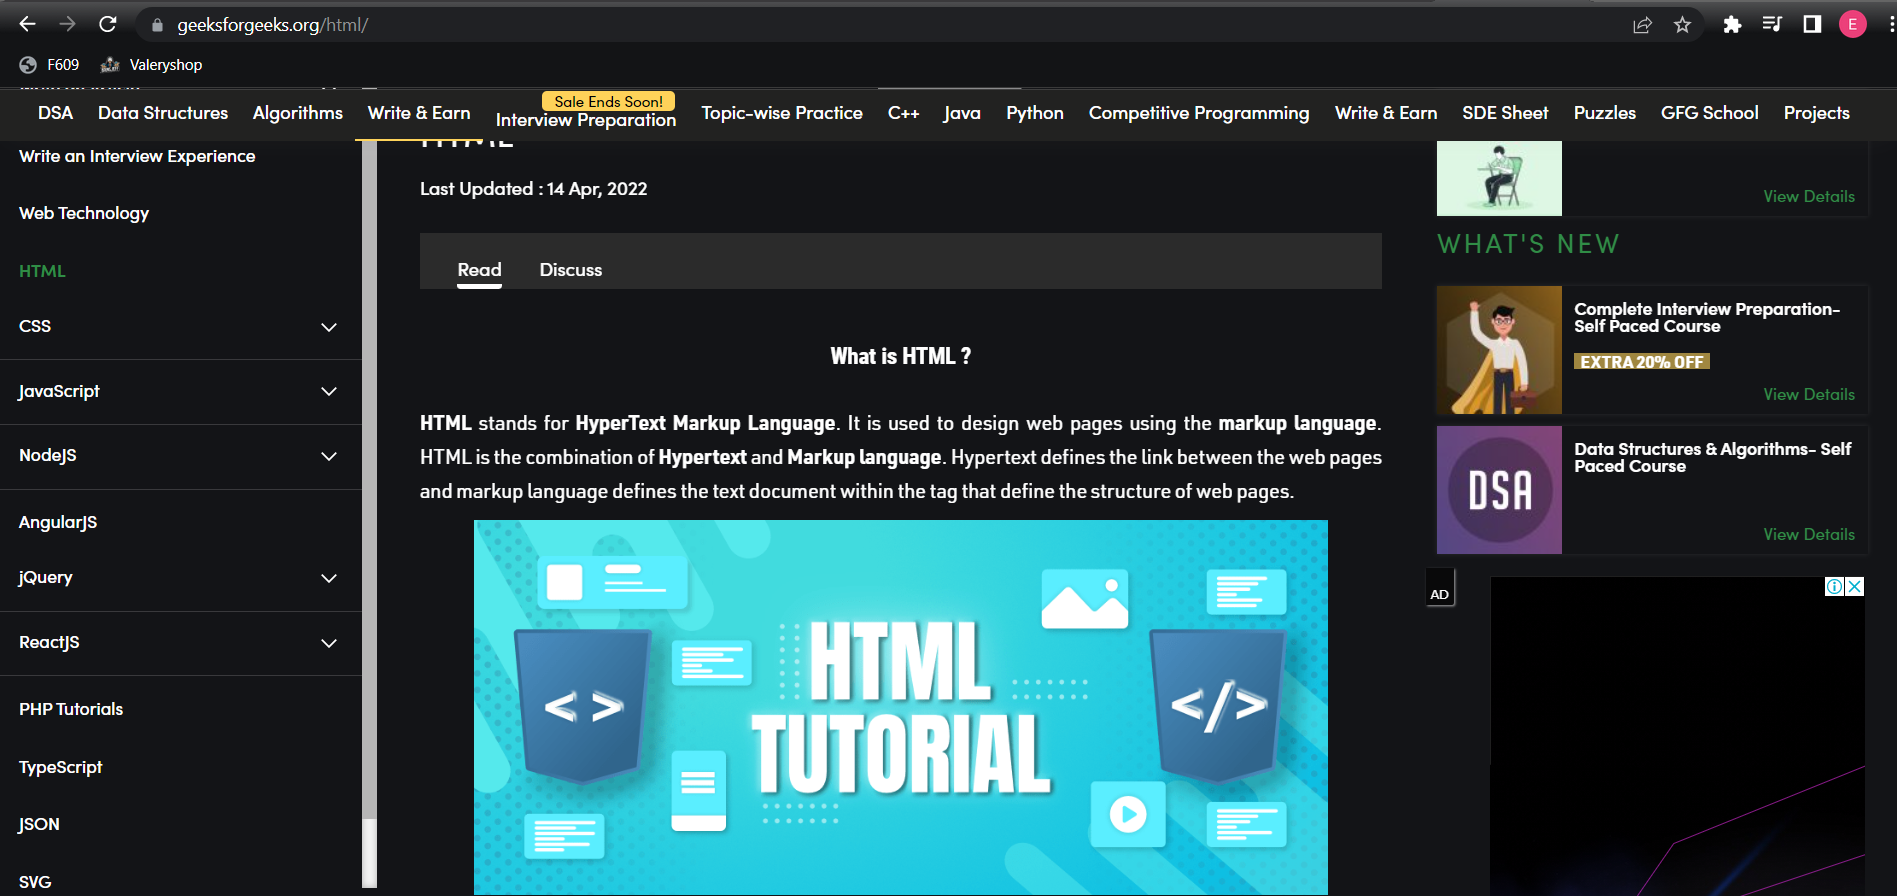 geeksforgeeks.org/html/
E
F609
Valeryshop
DSA
Data Structures
Algorithms
Write & Earn
Sale Ends Soon!
Interview Preparation
Topic-wise Practice
C++
Java
Python
Competitive Programming
Write & Earn
SDE Sheet
Puzzles
GFG School
Projects
Write an Interview Experience
Web Technology
HTML
CSS
JavaScript
NodeJS
AngularJS
jQuery
ReactJS
PHP Tutorials
TypeScript
JSON
SVG
HTML
Last Updated : 14 Apr, 2022
Read
Discuss
What is HTML ?
HTML stands for HyperText Markup Language. It is used to design web pages using the markup language.
HTML is the combination of Hypertext and Markup language. Hypertext defines the link between the web pages
and markup language defines the text document within the tag that define the structure of web pages.
< >
HTML
TUTORIAL
</>
View Details
WHAT'S NEW
Complete Interview Preparation-
Self Paced Course
EXTRA 20% OFF
View Details
DSA
Data Structures & Algorithms- Self
Paced Course
View Details
AD